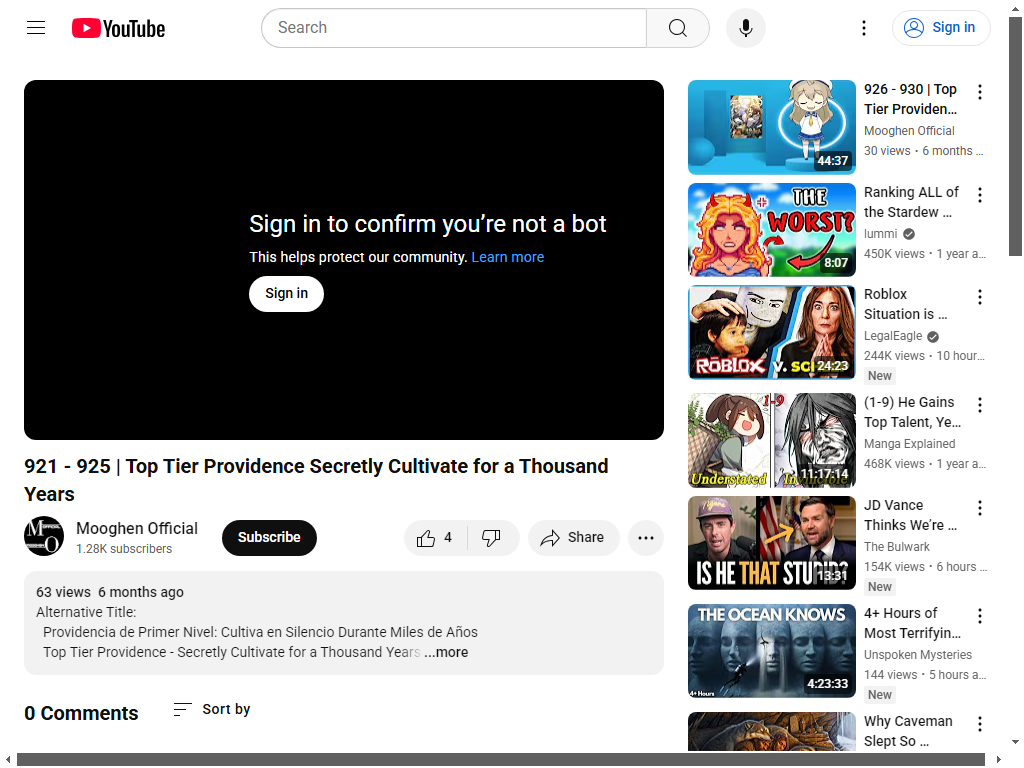 YouTube
Search
Sign in
Sign in to confirm you’re not a bot
This helps protect our community. Learn more
Sign in
921 - 925 | Top Tier Providence Secretly Cultivate for a Thousand
Years
Mooghen Official
1.28K subscribers
Subscribe
4
Share
63 views 6 months ago
Alternative Title:
Providencia de Primer Nivel: Cultiva en Silencio Durante Miles de Años
Top Tier Providence - Secretly Cultivate for a Thousand Years ...more
0 Comments
Sort by
44:37
926 - 930 | Top
Tier Providen…
Mooghen Official
30 views • 6 months …
THE
WORST?
8:07
Ranking ALL of
the Stardew …
lummi
450K views • 1 year a…
ROBLOX V. SC
24:23
Roblox
Situation is …
LegalEagle
244K views • 10 hour…
New
1-9
Understated
11:17:14
(1-9) He Gains
Top Talent, Ye…
Manga Explained
468K views • 1 year a…
IS HE THAT STUPID?
13:31
JD Vance
Thinks We’re …
The Bulwark
154K views • 6 hours …
New
THE OCEAN KNOWS
4+ Hours
4:23:33
4+ Hours of
Most Terrifyin…
Unspoken Mysteries
144 views • 5 hours a…
New
Why Caveman
Slept So …